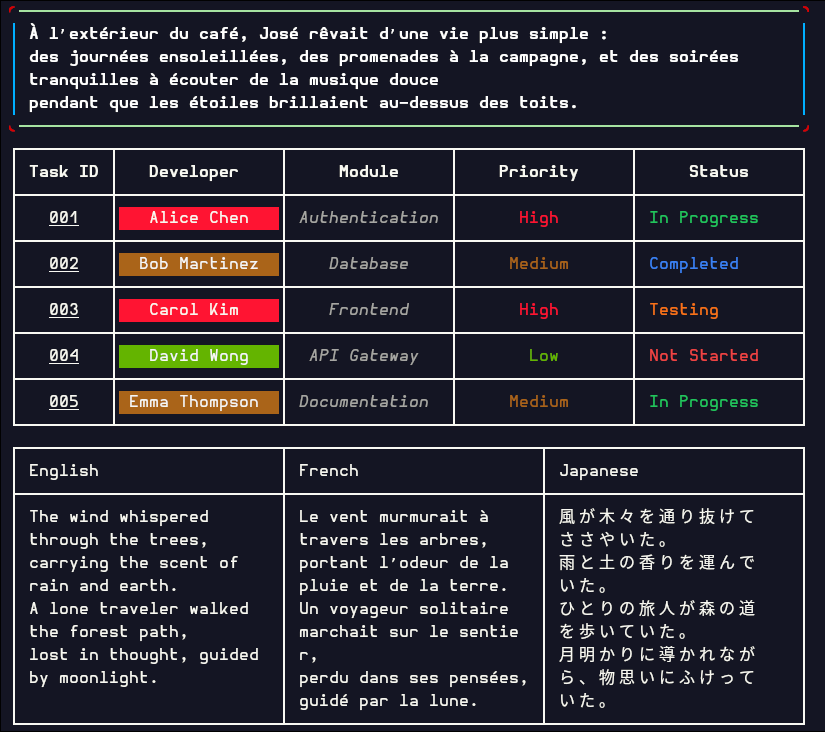 À l'extérieur du café, José rêvait d'une vie plus simple :
des journées ensoleillées, des promenades à la campagne, et des soirées
tranquilles à écouter de la musique douce
pendant que les étoiles brillaient au-dessus des toits.
Task ID Developer Module Priority Status
001 Alice Chen Authentication High In Progress
002 Bob Martinez Database Medium Completed
003 Carol Kim Frontend High Testing
004 David Wong API Gateway Low Not Started
005 Emma Thompson Documentation Medium In Progress
English French Japanese
The wind whispered
through the trees,
carrying the scent of
rain and earth.
A lone traveler walked
the forest path,
lost in thought, guided
by moonlight.
Le vent murmurait à
travers les arbres,
portant l'odeur de la
pluie et de la terre.
Un voyageur solitaire
marchait sur le sentie
r,
perdu dans ses pensées,
guidé par la lune.
風が木々を通り抜けて
ささやいた。
雨と土の香りを運んで
いた。
ひとりの旅人が森の道
を歩いていた。
月明かりに導かれなが
ら、物思いにふけって
いた。